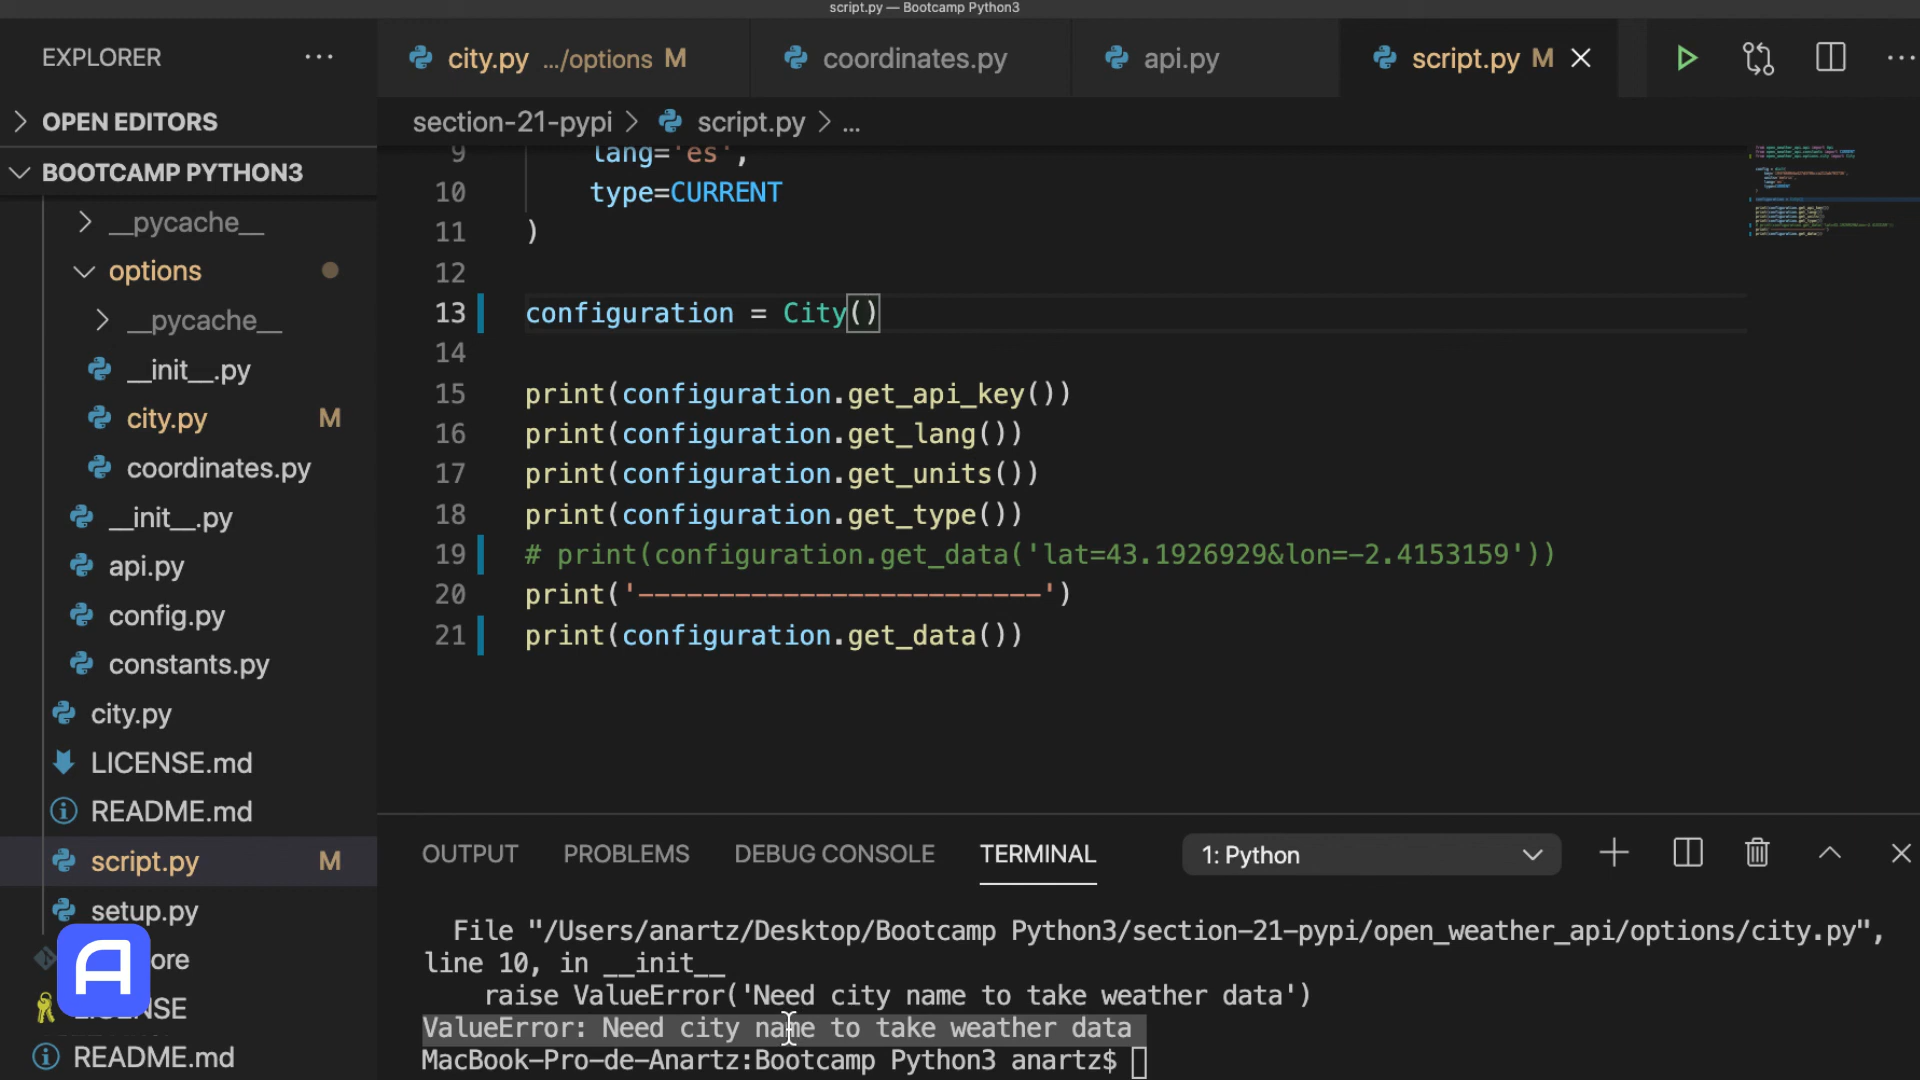 script.py — Bootcamp Python3
EXPLORER
city.py .../options M
coordinates.py
api.py
script.py M
OPEN EDITORS
section-21-pypi > script.py > ...
BOOTCAMP PYTHON3
__pycache__
options
__pycache__
__init__.py
city.py M
coordinates.py
__init__.py
api.py
config.py
constants.py
city.py
LICENSE.md
README.md
script.py M
setup.py
README.md
9 lang='es',
10 type=CURRENT
11 )
12
13 configuration = City()
14
15 print(configuration.get_api_key())
16 print(configuration.get_lang())
17 print(configuration.get_units())
18 print(configuration.get_type())
19 # print(configuration.get_data('lat=43.1926929&lon=-2.4153159'))
20 print('-------------------------')
21 print(configuration.get_data())
OUTPUT PROBLEMS DEBUG CONSOLE TERMINAL 1: Python
File "/Users/anartz/Desktop/Bootcamp Python3/section-21-pypi/open_weather_api/options/city.py",
line 10, in __init__
raise ValueError('Need city name to take weather data')
ValueError: Need city name to take weather data
MacBook-Pro-de-Anartz:Bootcamp Python3 anartz$